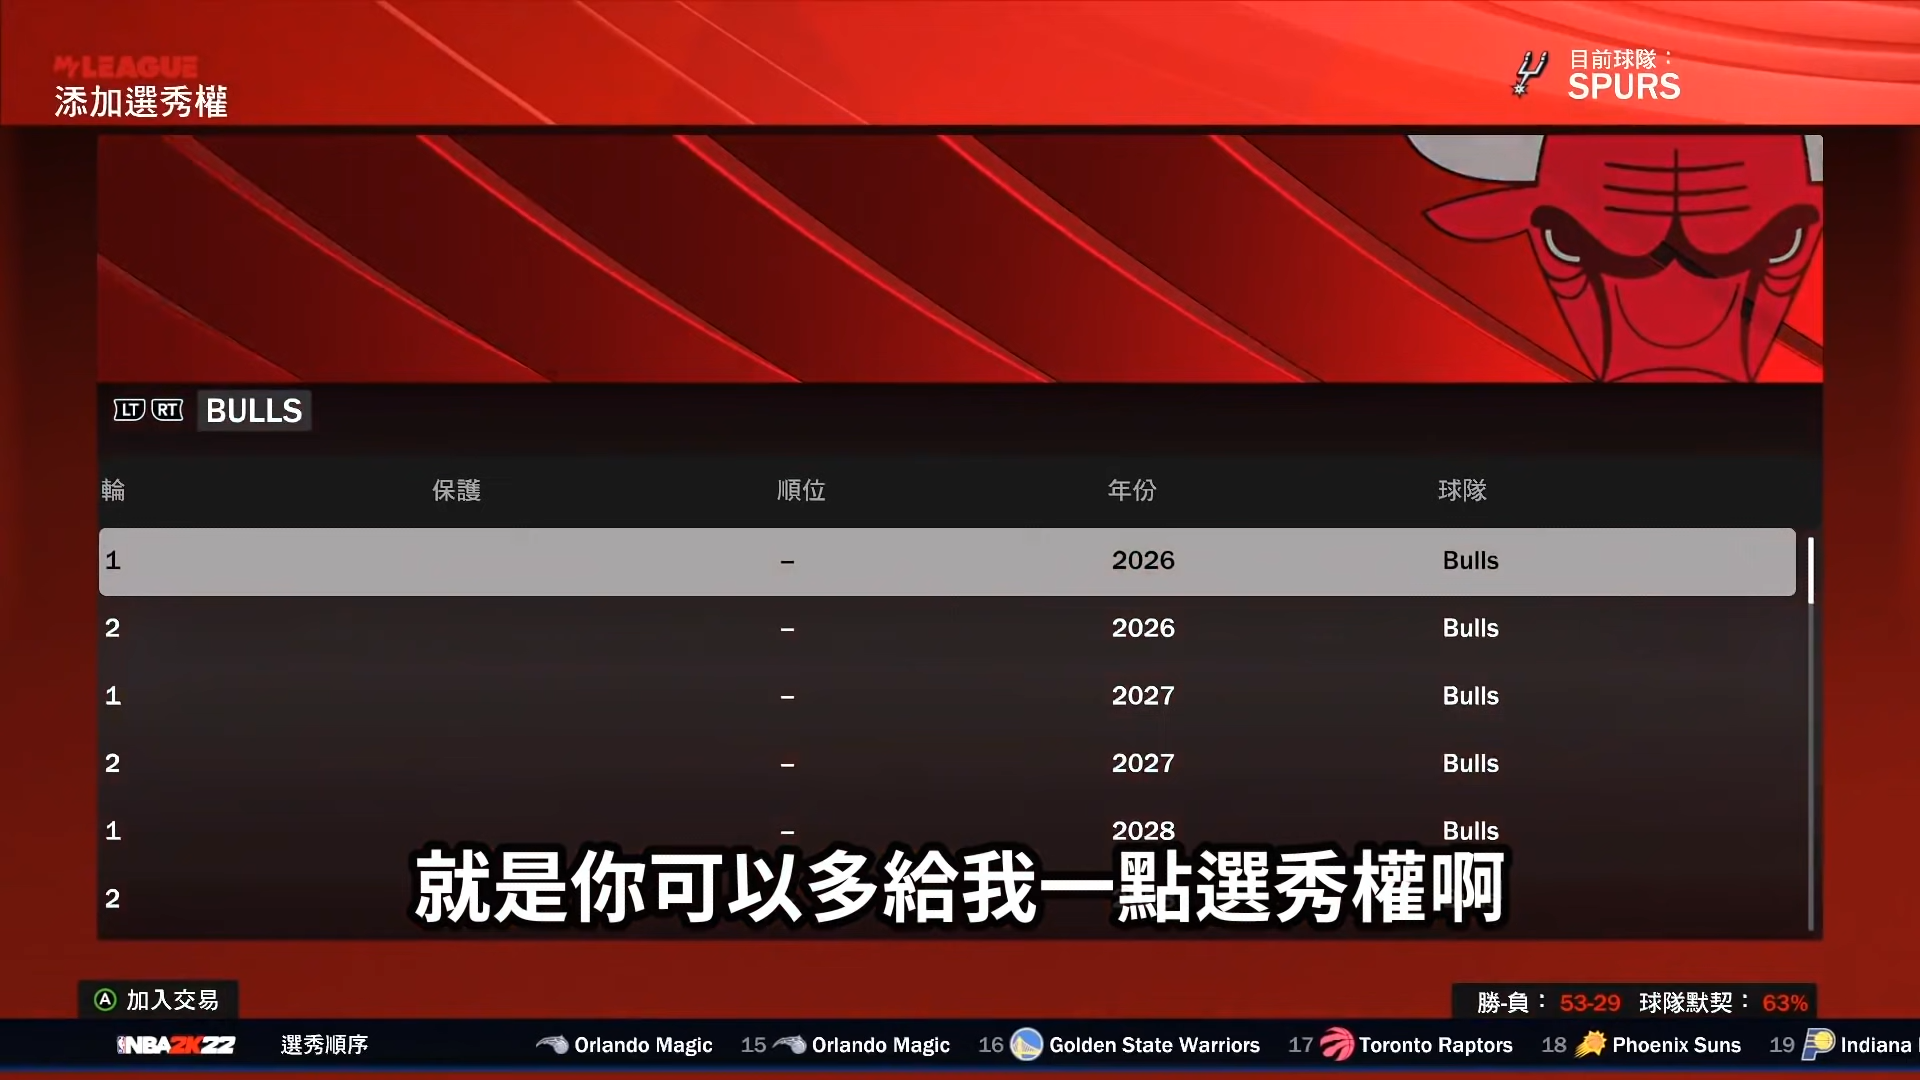 MyLEAGUE
添加選秀權
目前球隊：
SPURS
LT RT BULLS
輪 保護 順位 年份 球隊
1 – 2026 Bulls
2 – 2026 Bulls
1 – 2027 Bulls
2 – 2027 Bulls
1 – 2028 Bulls
2
就是你可以多給我一點選秀權啊
A 加入交易
勝-負： 53-29 球隊默契： 63%
NBA2K22 選秀順序 Orlando Magic 15 Orlando Magic 16 Golden State Warriors 17 Toronto Raptors 18 Phoenix Suns 19 Indiana